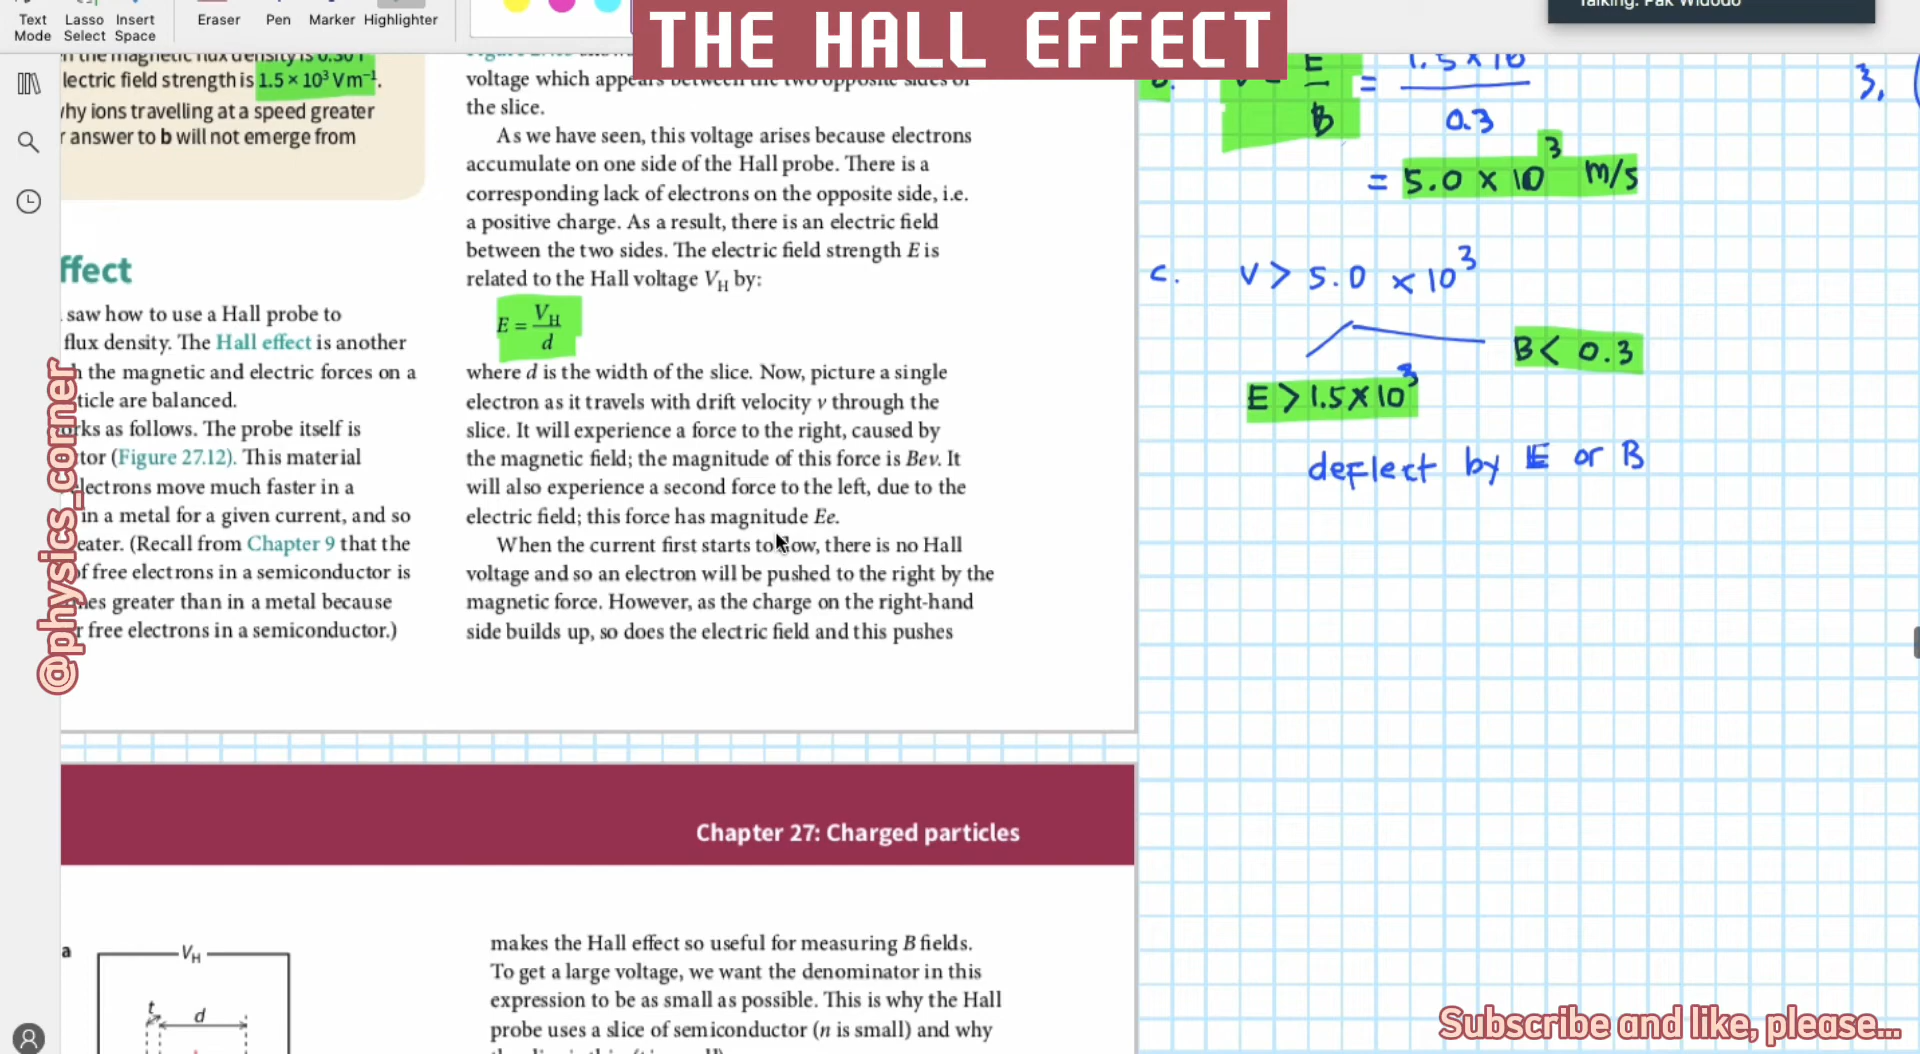 Text Mode
Lasso Select
Insert Space
Eraser
Pen
Marker
Highlighter
THE HALL EFFECT
Talking: Pak Widodo
n the magnetic flux density is 0.30 T
lectric field strength is 1.5 × 10³ V m⁻¹.
hy ions travelling at a speed greater
r answer to b will not emerge from
ffect
saw how to use a Hall probe to
flux density. The Hall effect is another
h the magnetic and electric forces on a
ticle are balanced.
orks as follows. The probe itself is
tor (Figure 27.12). This material
lectrons move much faster in a
in a metal for a given current, and so
eater. (Recall from Chapter 9 that the
of free electrons in a semiconductor is
mes greater than in a metal because
r free electrons in a semiconductor.)
@physics_corner
voltage which appears between the two opposite sides of
the slice.
As we have seen, this voltage arises because electrons
accumulate on one side of the Hall probe. There is a
corresponding lack of electrons on the opposite side, i.e.
a positive charge. As a result, there is an electric field
between the two sides. The electric field strength E is
related to the Hall voltage V_H by:
E = V_H / d
where d is the width of the slice. Now, picture a single
electron as it travels with drift velocity v through the
slice. It will experience a force to the right, caused by
the magnetic field; the magnitude of this force is Bev. It
will also experience a second force to the left, due to the
electric field; this force has magnitude Ee.
When the current first starts to flow, there is no Hall
voltage and so an electron will be pushed to the right by the
magnetic force. However, as the charge on the right-hand
side builds up, so does the electric field and this pushes
Chapter 27: Charged particles
a
V_H
t
d
makes the Hall effect so useful for measuring B fields.
To get a large voltage, we want the denominator in this
expression to be as small as possible. This is why the Hall
probe uses a slice of semiconductor (n is small) and why
b. v = E / B = 1.5 x 10 / 0.3
= 5.0 x 10³ m/s
3,
c. v > 5.0 x 10³
B < 0.3
E > 1.5 x 10³
deflect by E or B
Subscribe and like, please...